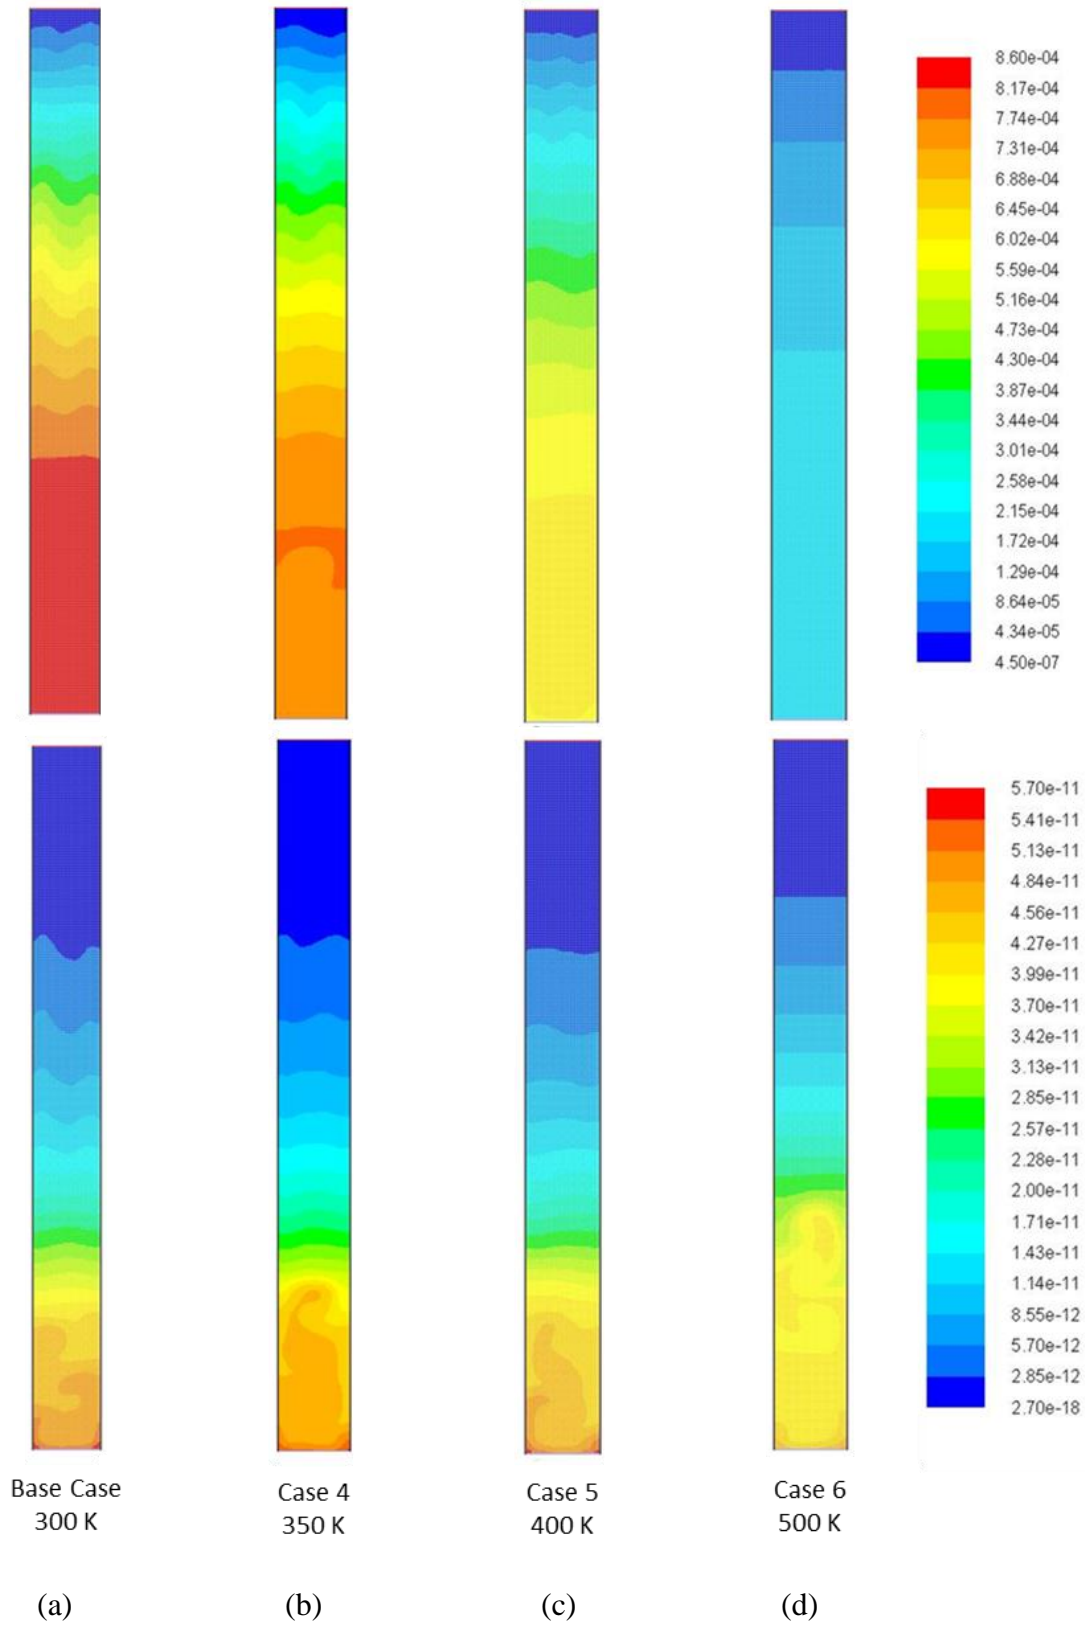 8.60e-04
8.17e-04
7.74e-04
7.31e-04
6.88e-04
6.45e-04
6.02e-04
5.59e-04
5.16e-04
4.73e-04
4.30e-04
3.87e-04
3.44e-04
3.01e-04
2.58e-04
2.15e-04
1.72e-04
1.29e-04
8.64e-05
4.34e-05
4.50e-07
5.70e-11
5.41e-11
5.13e-11
4.84e-11
4.56e-11
4.27e-11
3.99e-11
3.70e-11
3.42e-11
3.13e-11
2.85e-11
2.57e-11
2.28e-11
2.00e-11
1.71e-11
1.43e-11
1.14e-11
8.55e-12
5.70e-12
2.85e-12
2.70e-18
Base Case
300 K
Case 4
350 K
Case 5
400 K
Case 6
500 K
(a) (b) (c) (d)